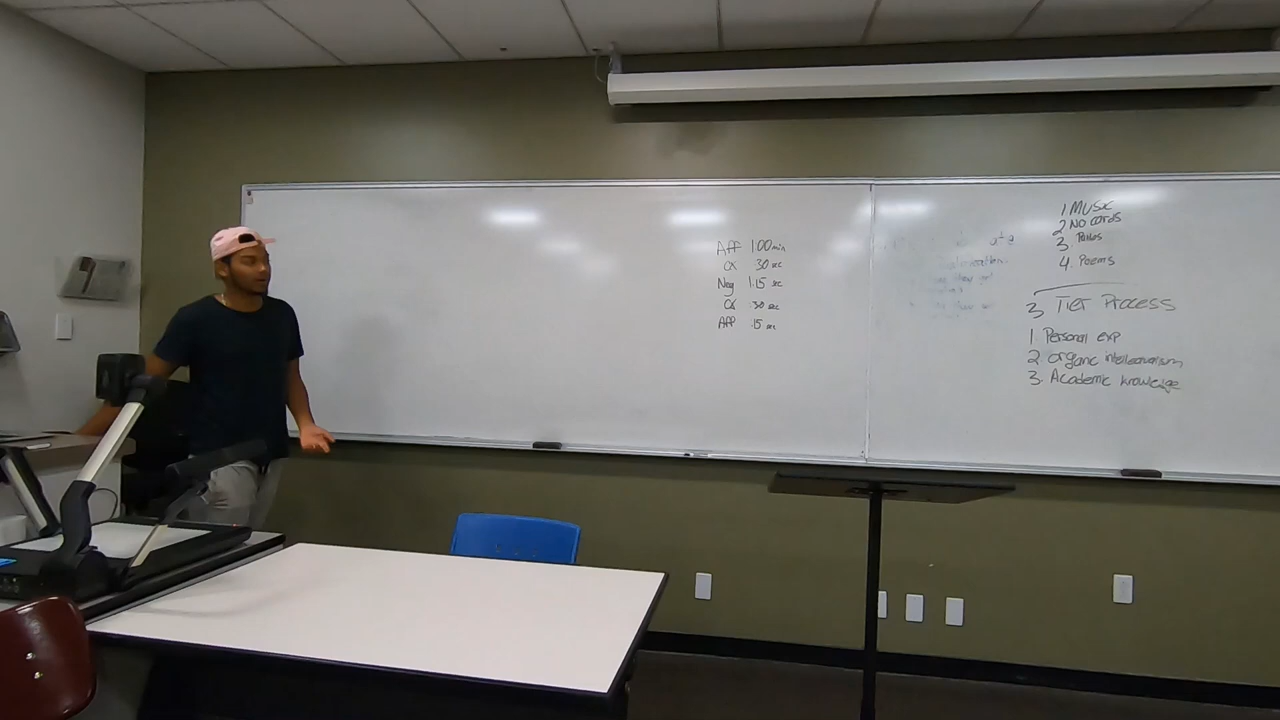 Aff 1:00 min
CX 30 sec
Neg 1:15 sec
CX :30 sec
Aff :15 sec
1 MUSIC
2 NO cards
3
4. Poems
3 Tier Process
1 Personal exp
2 organic intellectualism
3. Academic knowledge